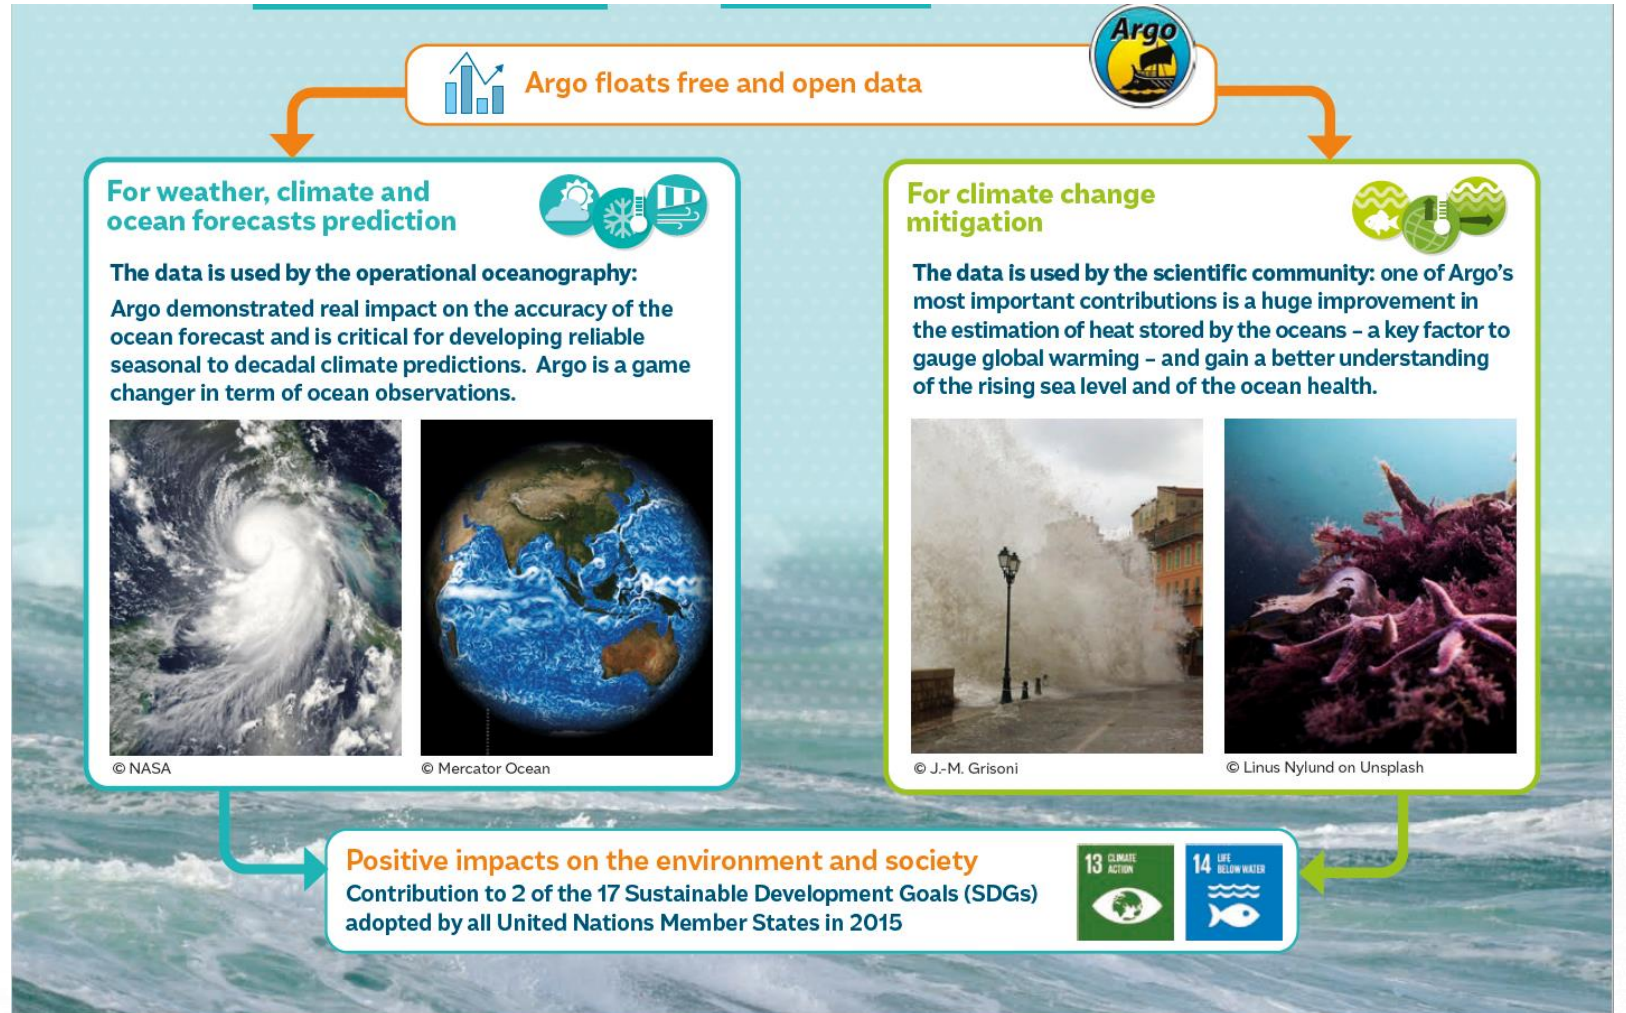 Argo
Argo floats free and open data
For weather, climate and
ocean forecasts prediction
The data is used by the operational oceanography:
Argo demonstrated real impact on the accuracy of the
ocean forecast and is critical for developing reliable
seasonal to decadal climate predictions. Argo is a game
changer in term of ocean observations.
© NASA
© Mercator Ocean
For climate change
mitigation
The data is used by the scientific community: one of Argo's
most important contributions is a huge improvement in
the estimation of heat stored by the oceans – a key factor to
gauge global warming – and gain a better understanding
of the rising sea level and of the ocean health.
© J.-M. Grisoni
© Linus Nylund on Unsplash
Positive impacts on the environment and society
Contribution to 2 of the 17 Sustainable Development Goals (SDGs)
adopted by all United Nations Member States in 2015
13 CLIMATE
ACTION
14 LIFE
BELOW WATER